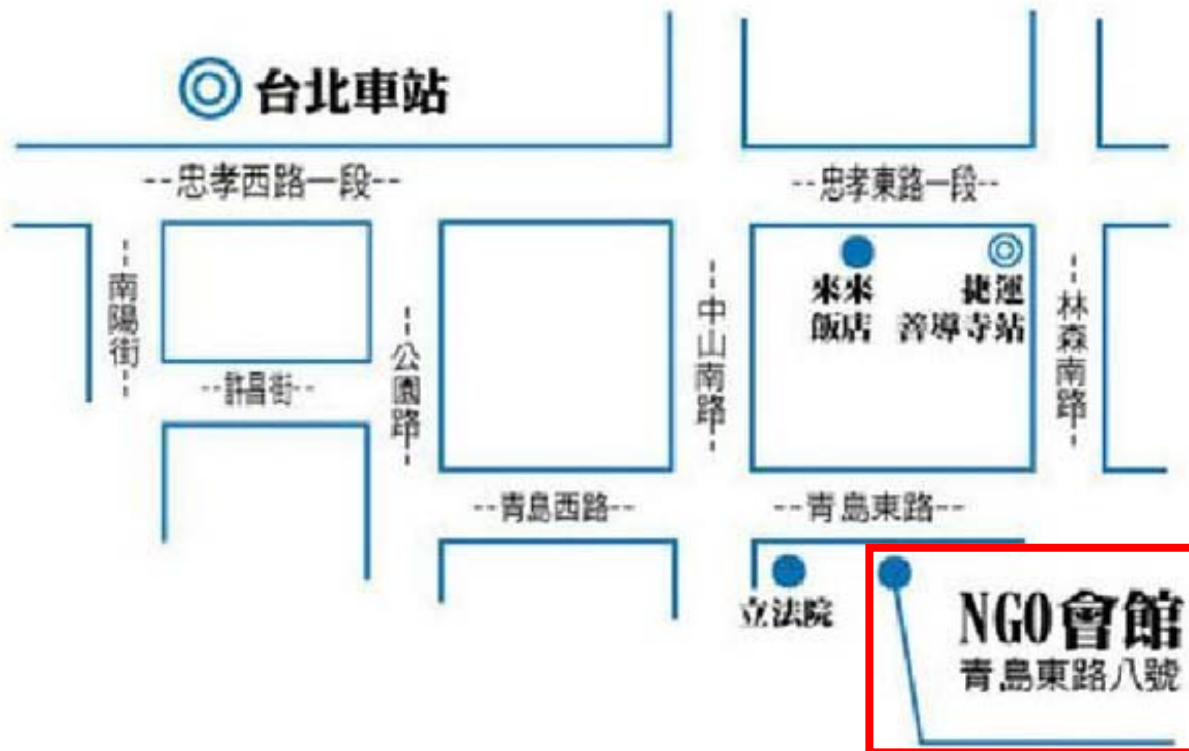 台北車站
--忠孝西路一段--
--忠孝東路一段--
--南陽街--
--許昌街--
--公園路--
--中山南路--
來來
飯店
捷運
善導寺站
--林森南路--
--青島西路--
--青島東路--
立法院
NGO會館
青島東路八號